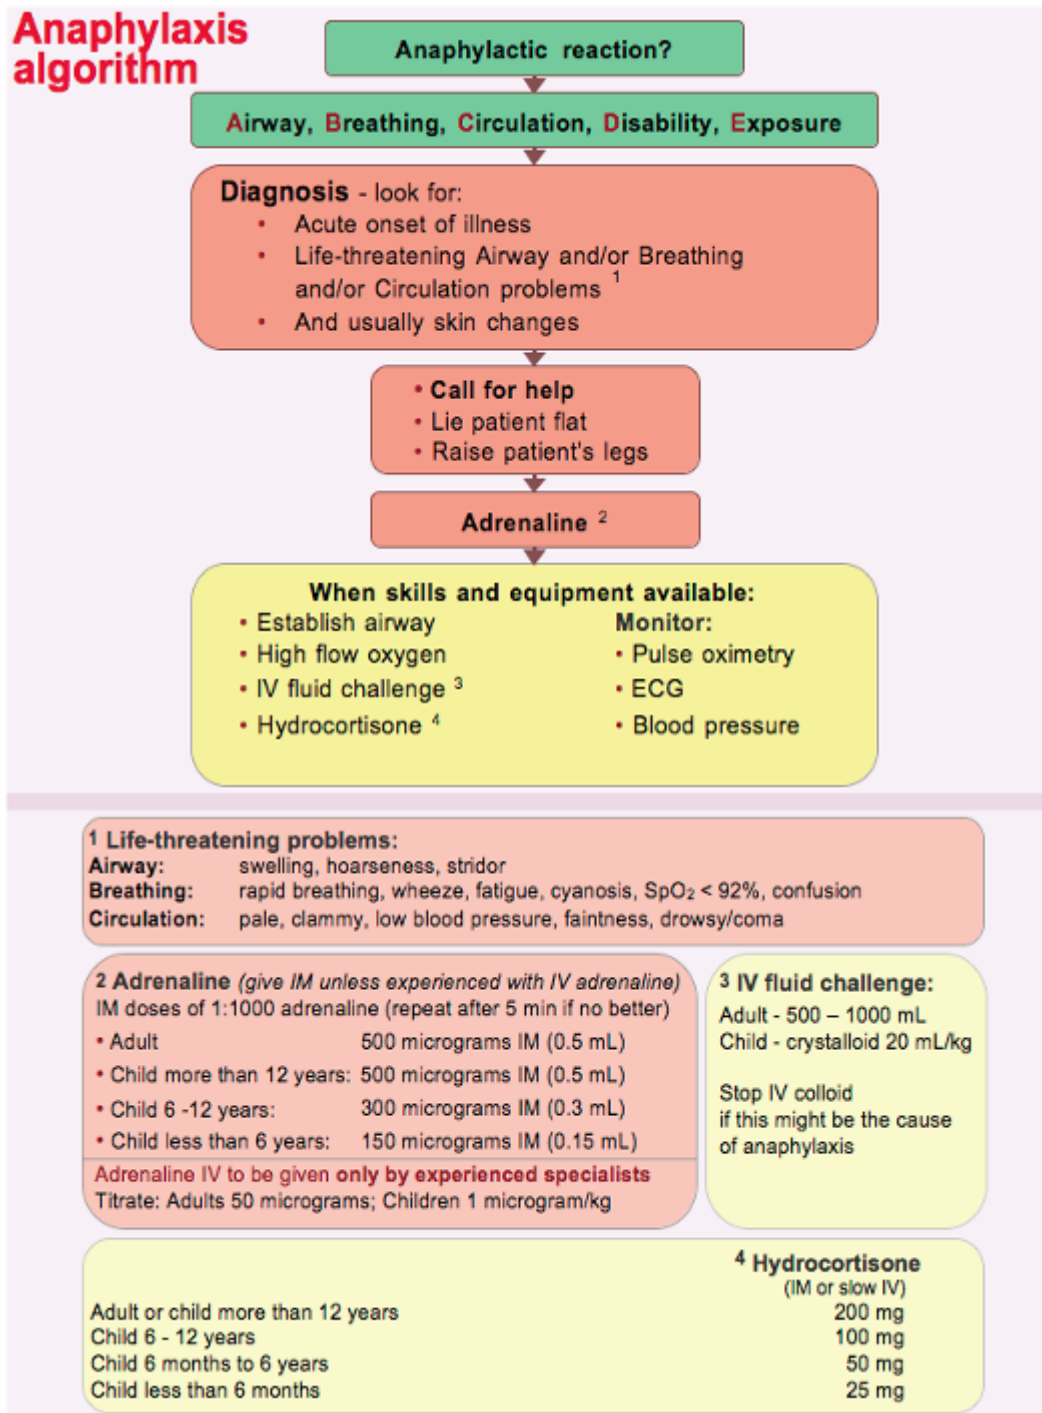 Anaphylaxis
algorithm
Anaphylactic reaction?
Airway, Breathing, Circulation, Disability, Exposure
Diagnosis - look for:
• Acute onset of illness
• Life-threatening Airway and/or Breathing
and/or Circulation problems 1
• And usually skin changes
• Call for help
• Lie patient flat
• Raise patient's legs
Adrenaline 2
When skills and equipment available:
• Establish airway
• High flow oxygen
• IV fluid challenge 3
• Hydrocortisone 4
Monitor:
• Pulse oximetry
• ECG
• Blood pressure
1 Life-threatening problems:
Airway: swelling, hoarseness, stridor
Breathing: rapid breathing, wheeze, fatigue, cyanosis, SpO₂ < 92%, confusion
Circulation: pale, clammy, low blood pressure, faintness, drowsy/coma
2 Adrenaline (give IM unless experienced with IV adrenaline)
IM doses of 1:1000 adrenaline (repeat after 5 min if no better)
• Adult 500 micrograms IM (0.5 mL)
• Child more than 12 years: 500 micrograms IM (0.5 mL)
• Child 6 -12 years: 300 micrograms IM (0.3 mL)
• Child less than 6 years: 150 micrograms IM (0.15 mL)
Adrenaline IV to be given only by experienced specialists
Titrate: Adults 50 micrograms; Children 1 microgram/kg
3 IV fluid challenge:
Adult - 500 – 1000 mL
Child - crystalloid 20 mL/kg
Stop IV colloid
if this might be the cause
of anaphylaxis
4 Hydrocortisone
(IM or slow IV)
Adult or child more than 12 years 200 mg
Child 6 - 12 years 100 mg
Child 6 months to 6 years 50 mg
Child less than 6 months 25 mg